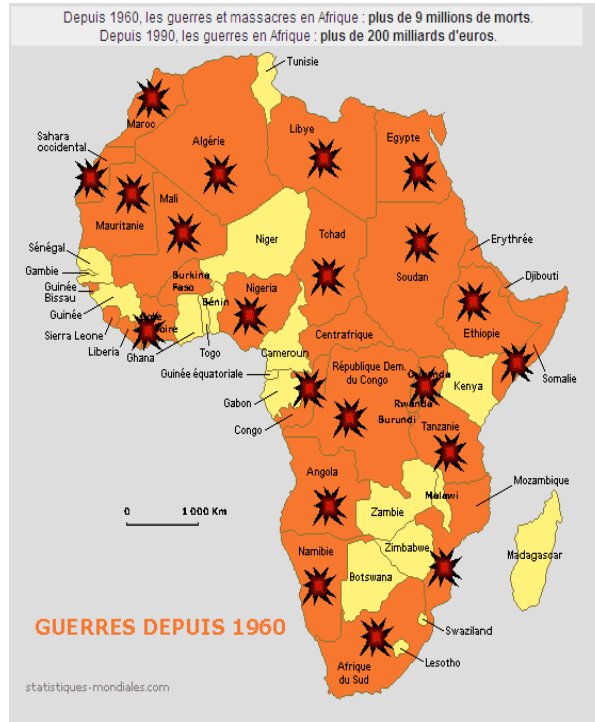 Depuis 1960, les guerres et massacres en Afrique : plus de 9 millions de morts.
Depuis 1990, les guerres en Afrique : plus de 200 milliards d'euros.
Tunisie
Maroc
Algérie
Libye
Egypte
Sahara
occidental
Mali
Mauritanie
Niger
Tchad
Soudan
Erythrée
Sénégal
Gambie
Guinée
Bissau
Guinée
Sierra Leone
Liberia
Ghana
Burkina
Faso
Bénin
Nigeria
Togo
Djibouti
Ethiopie
Somalie
Centrafrique
Cameroun
Guinée équatoriale
Gabon
Congo
République Dem.
du Congo
Rwanda
Burundi
Kenya
Tanzanie
Angola
Zambie
Malawi
Mozambique
Zimbabwe
Madagascar
Namibie
Botswana
Swaziland
Lesotho
Afrique
du Sud
0 1 000 Km
GUERRES DEPUIS 1960
statistiques-mondiales.com